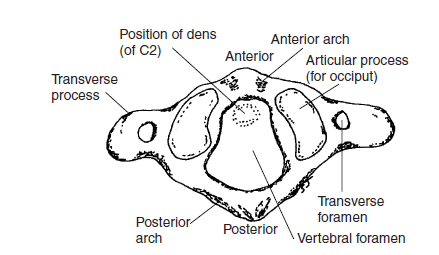 Position of dens
(of C2)
Anterior
Anterior arch
Articular process
(for occiput)
Transverse
process
Transverse
foramen
Posterior
arch
Posterior
Vertebral foramen